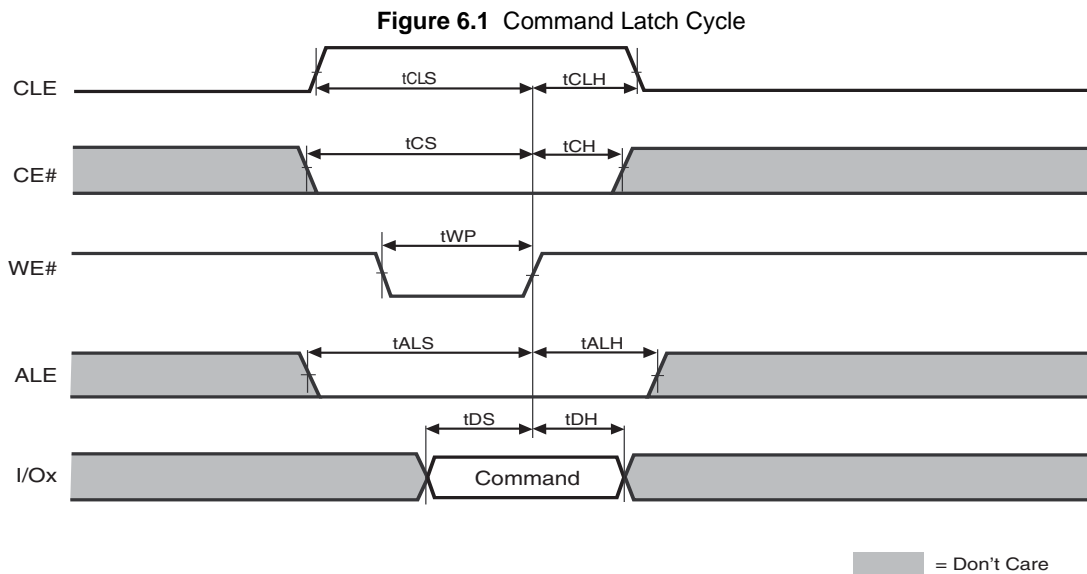 Figure 6.1 Command Latch Cycle
CLE
tCLS
tCLH
CE#
tCS
tCH
WE#
tWP
ALE
tALS
tALH
I/Ox
tDS
tDH
Command
= Don't Care